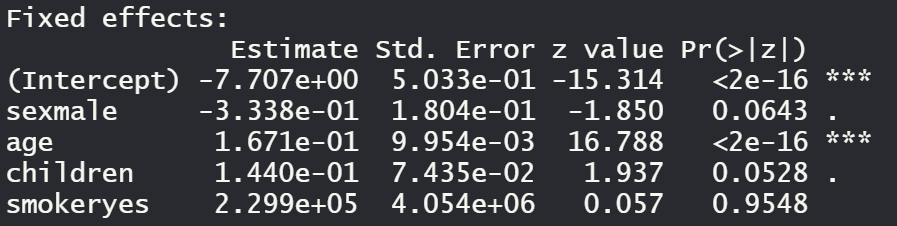 Fixed effects:
Estimate Std. Error z value Pr(>|z|)
(Intercept) -7.707e+00 5.033e-01 -15.314 <2e-16 ***
sexmale -3.338e-01 1.804e-01 -1.850 0.0643 .
age 1.671e-01 9.954e-03 16.788 <2e-16 ***
children 1.440e-01 7.435e-02 1.937 0.0528 .
smokeryes 2.299e+05 4.054e+06 0.057 0.9548